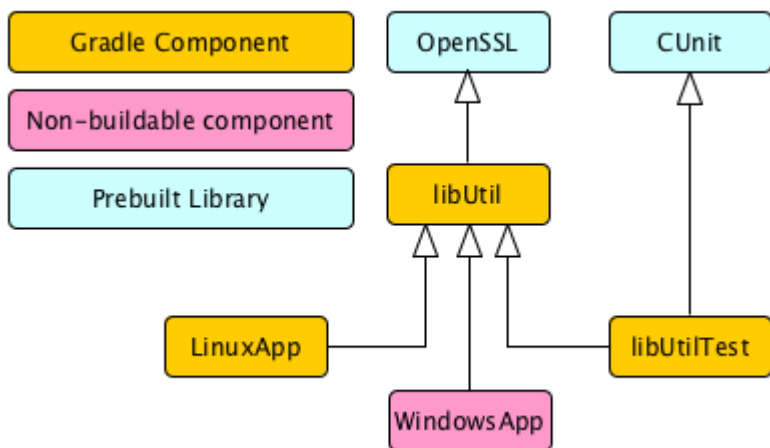 Gradle Component
OpenSSL
CUnit
Non-buildable component
Prebuilt Library
libUtil
LinuxApp
libUtilTest
WindowsApp